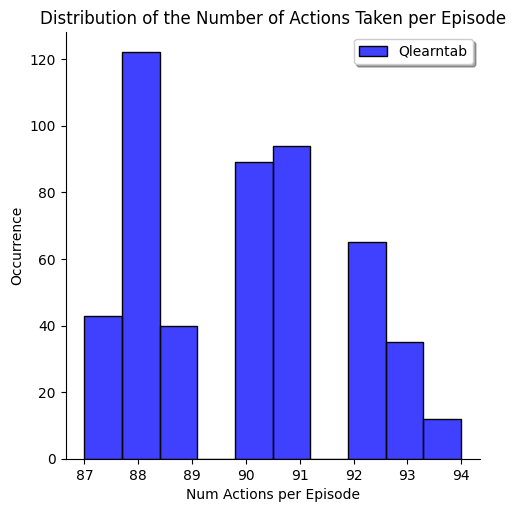 Distribution of the Number of Actions Taken per Episode
Qlearntab
120
100
80
60
40
20
0
Occurrence
87 88 89 90 91 92 93 94
Num Actions per Episode